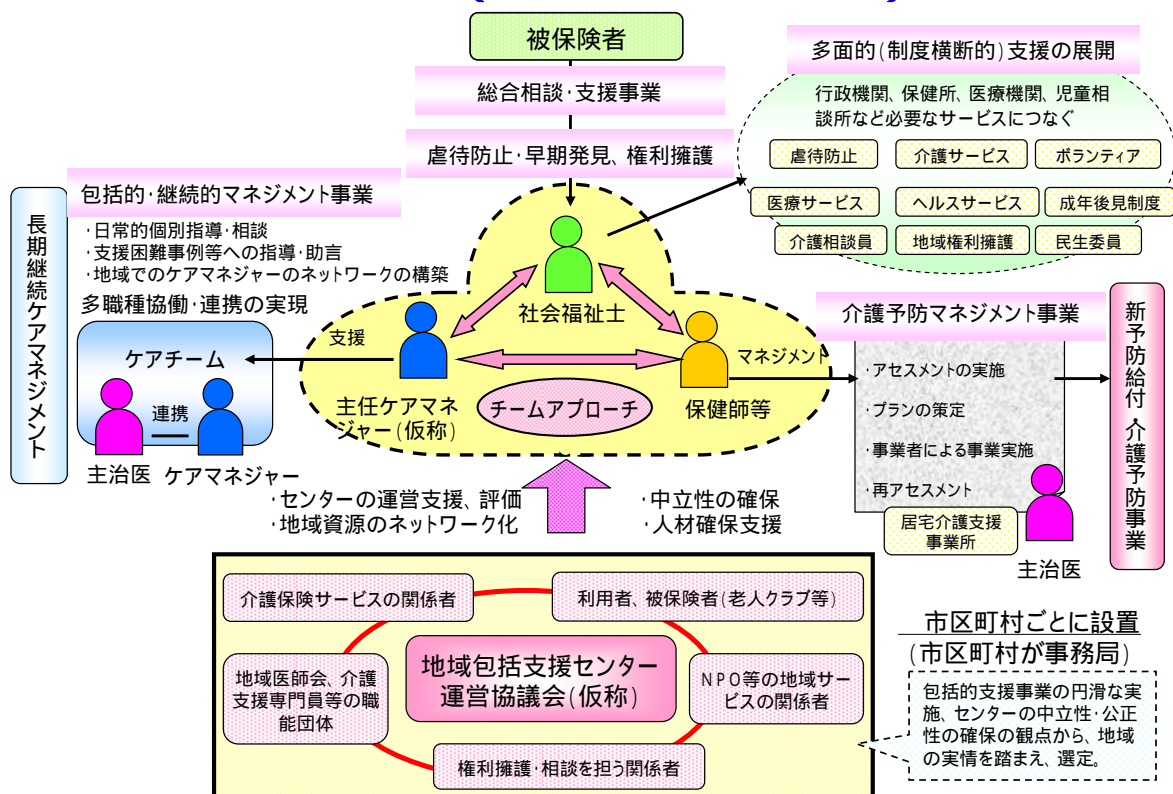 被保険者
総合相談・支援事業
虐待防止・早期発見、権利擁護
多面的(制度横断的)支援の展開
行政機関、保健所、医療機関、児童相
談所など必要なサービスにつなぐ
虐待防止
介護サービス
ボランティア
医療サービス
ヘルスサービス
成年後見制度
介護相談員
地域権利擁護
民生委員
長期継続ケアマネジメント
包括的・継続的マネジメント事業
・日常的個別指導・相談
・支援困難事例等への指導・助言
・地域でのケアマネジャーのネットワークの構築
多職種協働・連携の実現
ケアチーム
連携
主治医
ケアマネジャー
支援
社会福祉士
主任ケアマネ
ジャー(仮称)
チームアプローチ
保健師等
マネジメント
介護予防マネジメント事業
・アセスメントの実施
・プランの策定
・事業者による事業実施
・再アセスメント
居宅介護支援
事業所
主治医
新予防給付 介護予防事業
・センターの運営支援、評価
・地域資源のネットワーク化
・中立性の確保
・人材確保支援
介護保険サービスの関係者
利用者、被保険者(老人クラブ等)
地域医師会、介護
支援専門員等の職
能団体
地域包括支援センター
運営協議会(仮称)
NPO等の地域サー
ビスの関係者
権利擁護・相談を担う関係者
市区町村ごとに設置
(市区町村が事務局)
包括的支援事業の円滑な実
施、センターの中立性・公正
性の確保の観点から、地域
の実情を踏まえ、選定。